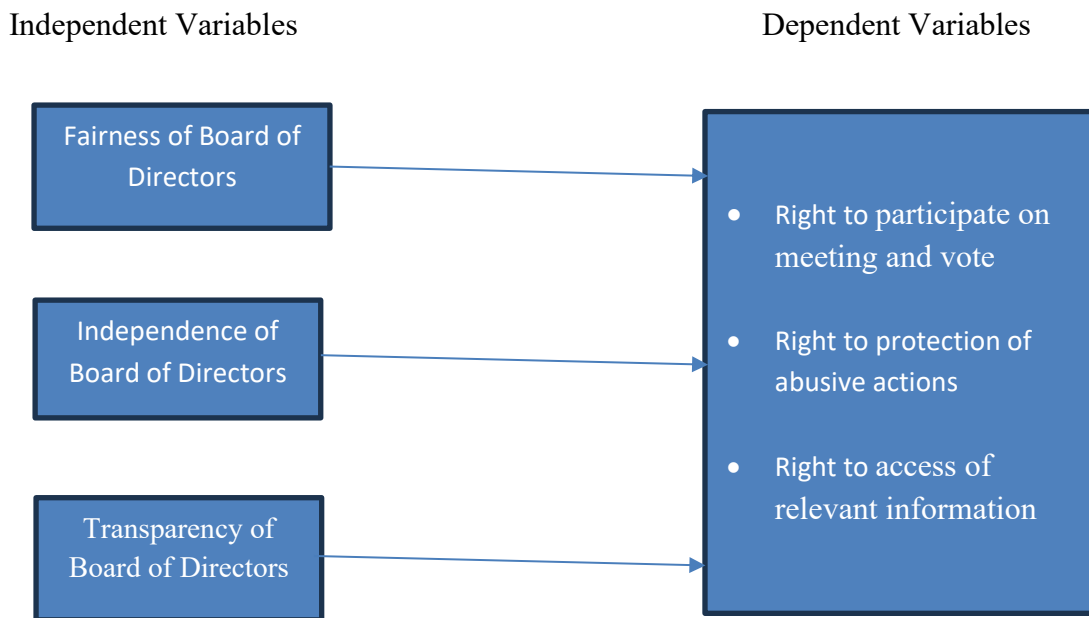 Independent Variables
Dependent Variables
Fairness of Board of
Directors
Independence of
Board of Directors
Transparency of
Board of Directors
• Right to participate on
meeting and vote
• Right to protection of
abusive actions
• Right to access of
relevant information